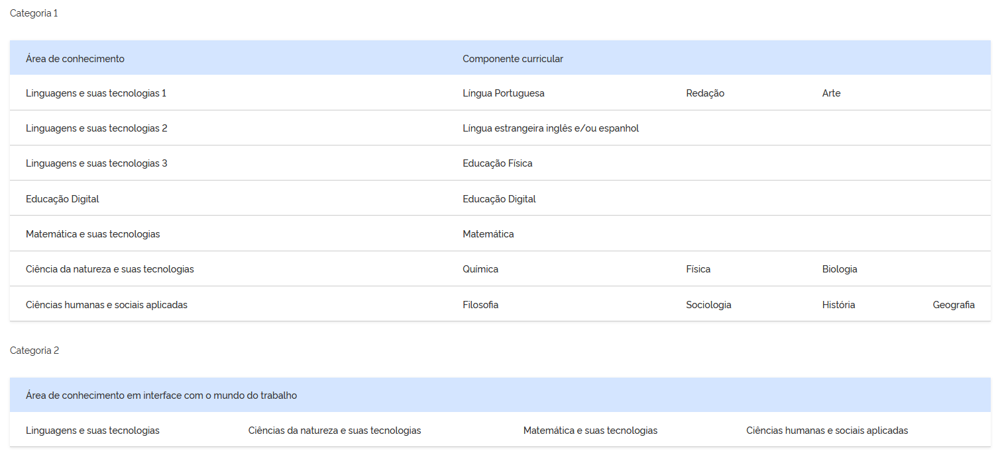 Categoria 1
Área de conhecimento Componente curricular
Linguagens e suas tecnologias 1 Língua Portuguesa Redação Arte
Linguagens e suas tecnologias 2 Língua estrangeira inglês e/ou espanhol
Linguagens e suas tecnologias 3 Educação Física
Educação Digital Educação Digital
Matemática e suas tecnologias Matemática
Ciência da natureza e suas tecnologias Química Física Biologia
Ciências humanas e sociais aplicadas Filosofia Sociologia História Geografia
Categoria 2
Área de conhecimento em interface com o mundo do trabalho
Linguagens e suas tecnologias Ciências da natureza e suas tecnologias Matemática e suas tecnologias Ciências humanas e sociais aplicadas